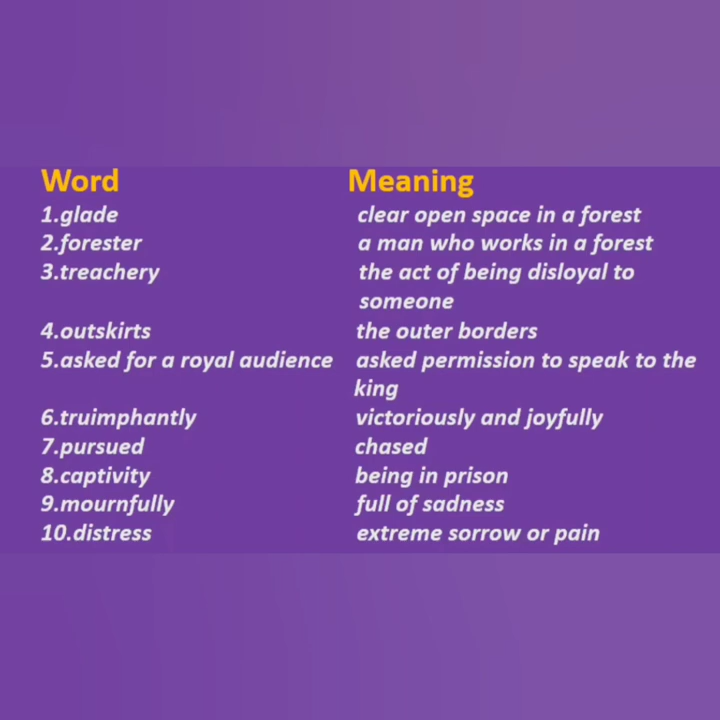 Word Meaning
1.glade clear open space in a forest
2.forester a man who works in a forest
3.treachery the act of being disloyal to
someone
4.outskirts the outer borders
5.asked for a royal audience asked permission to speak to the
king
6.truimphantly victoriously and joyfully
7.pursued chased
8.captivity being in prison
9.mournfully full of sadness
10.distress extreme sorrow or pain